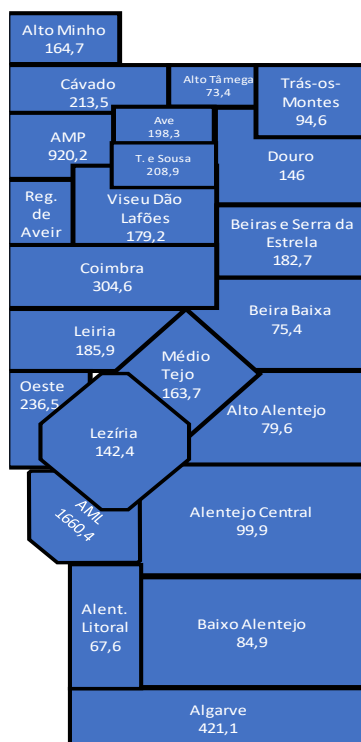 Alto Minho
164,7
Cávado
213,5
Alto Tâmega
73,4
Trás-os-
Montes
94,6
AMP
920,2
Ave
198,3
T. e Sousa
208,9
Douro
146
Reg.
de
Aveir
Viseu Dão
Lafões
179,2
Beiras e Serra da
Estrela
182,7
Coimbra
304,6
Beira Baixa
75,4
Leiria
185,9
Médio
Tejo
163,7
Oeste
236,5
Alto Alentejo
79,6
Lezíria
142,4
AML
1660,4
Alentejo Central
99,9
Alent.
Litoral
67,6
Baixo Alentejo
84,9
Algarve
421,1